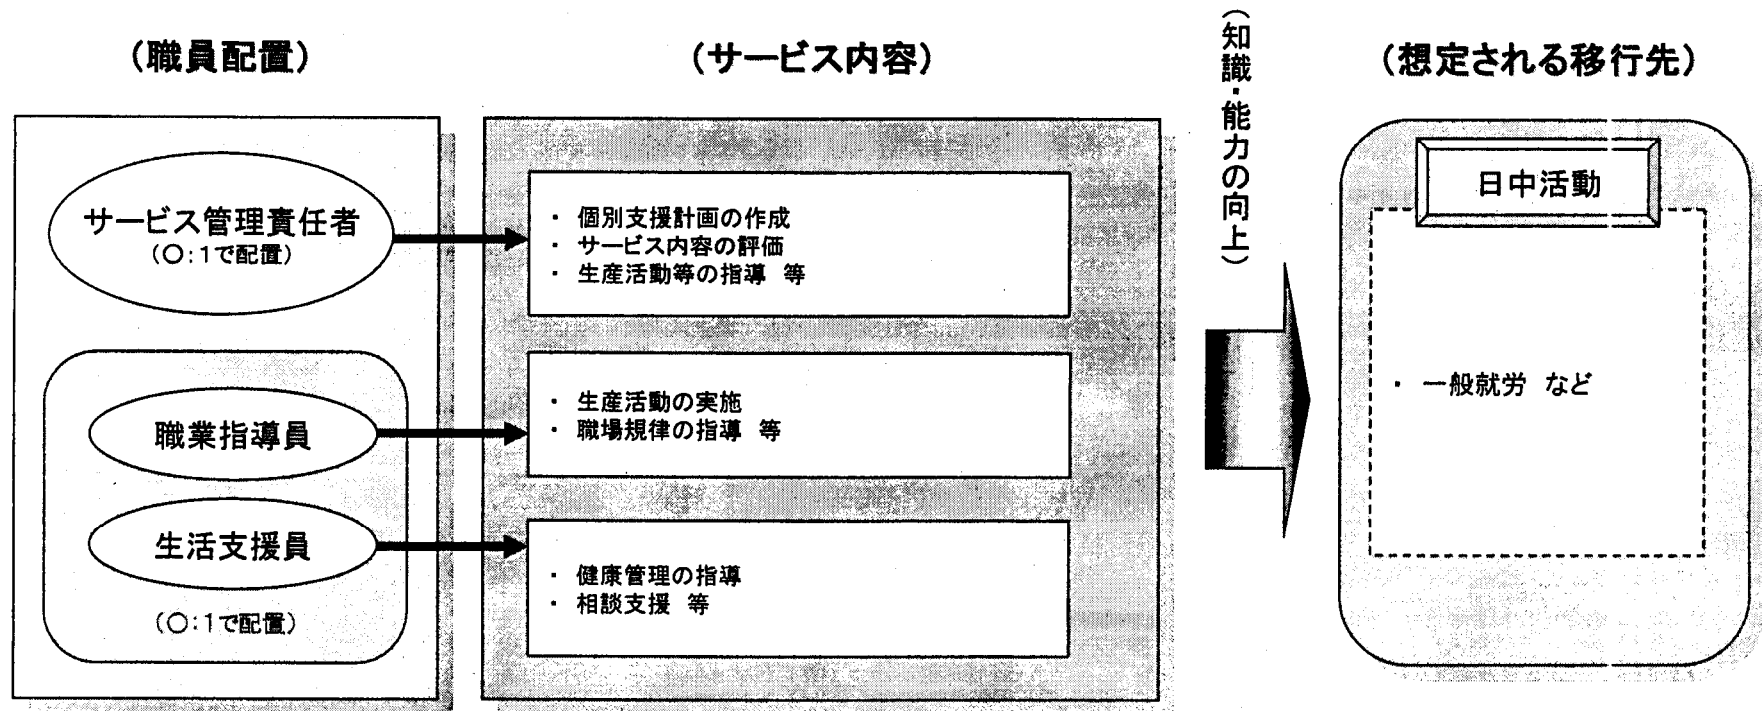 （職員配置）
サービス管理責任者
（○：1で配置）
職業指導員
生活支援員
（○：1で配置）
（サービス内容）
・ 個別支援計画の作成
・ サービス内容の評価
・ 生産活動等の指導 等
・ 生産活動の実施
・ 職場規律の指導 等
・ 健康管理の指導
・ 相談支援 等
（知識・能力の向上）
（想定される移行先）
日中活動
・ 一般就労 など